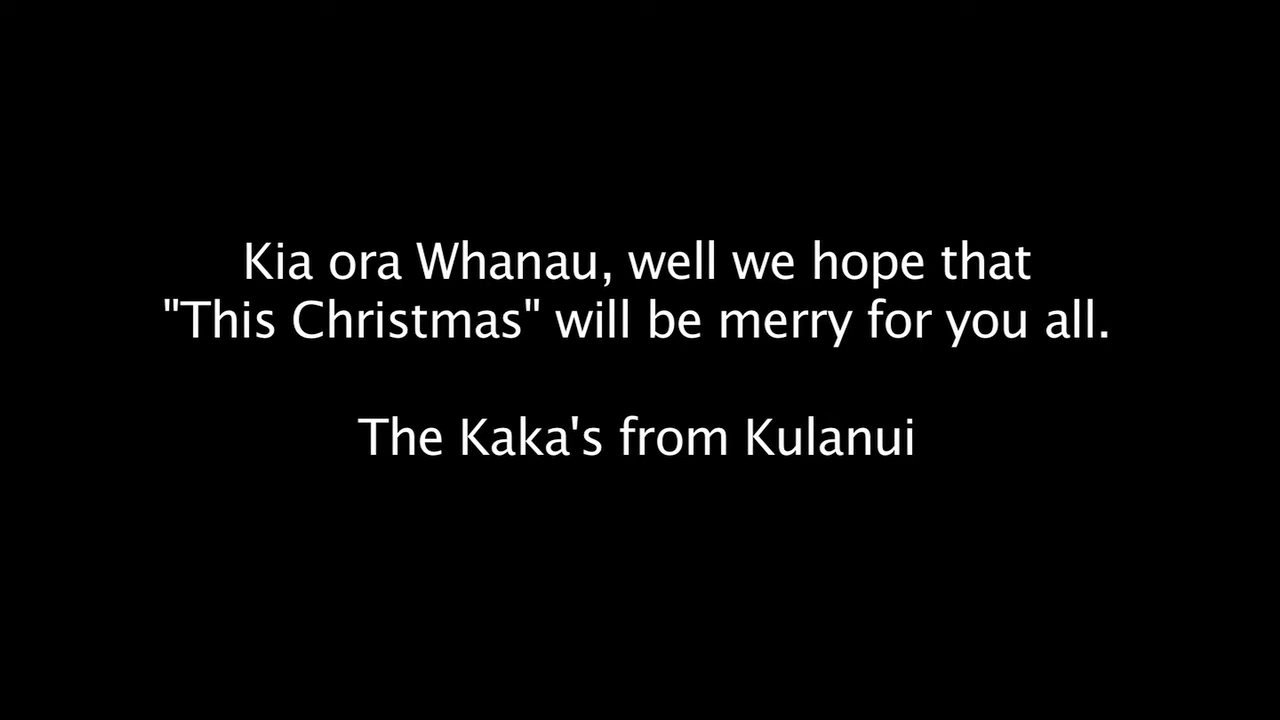 Kia ora Whanau, well we hope that
"This Christmas" will be merry for you all.
The Kaka's from Kulanui